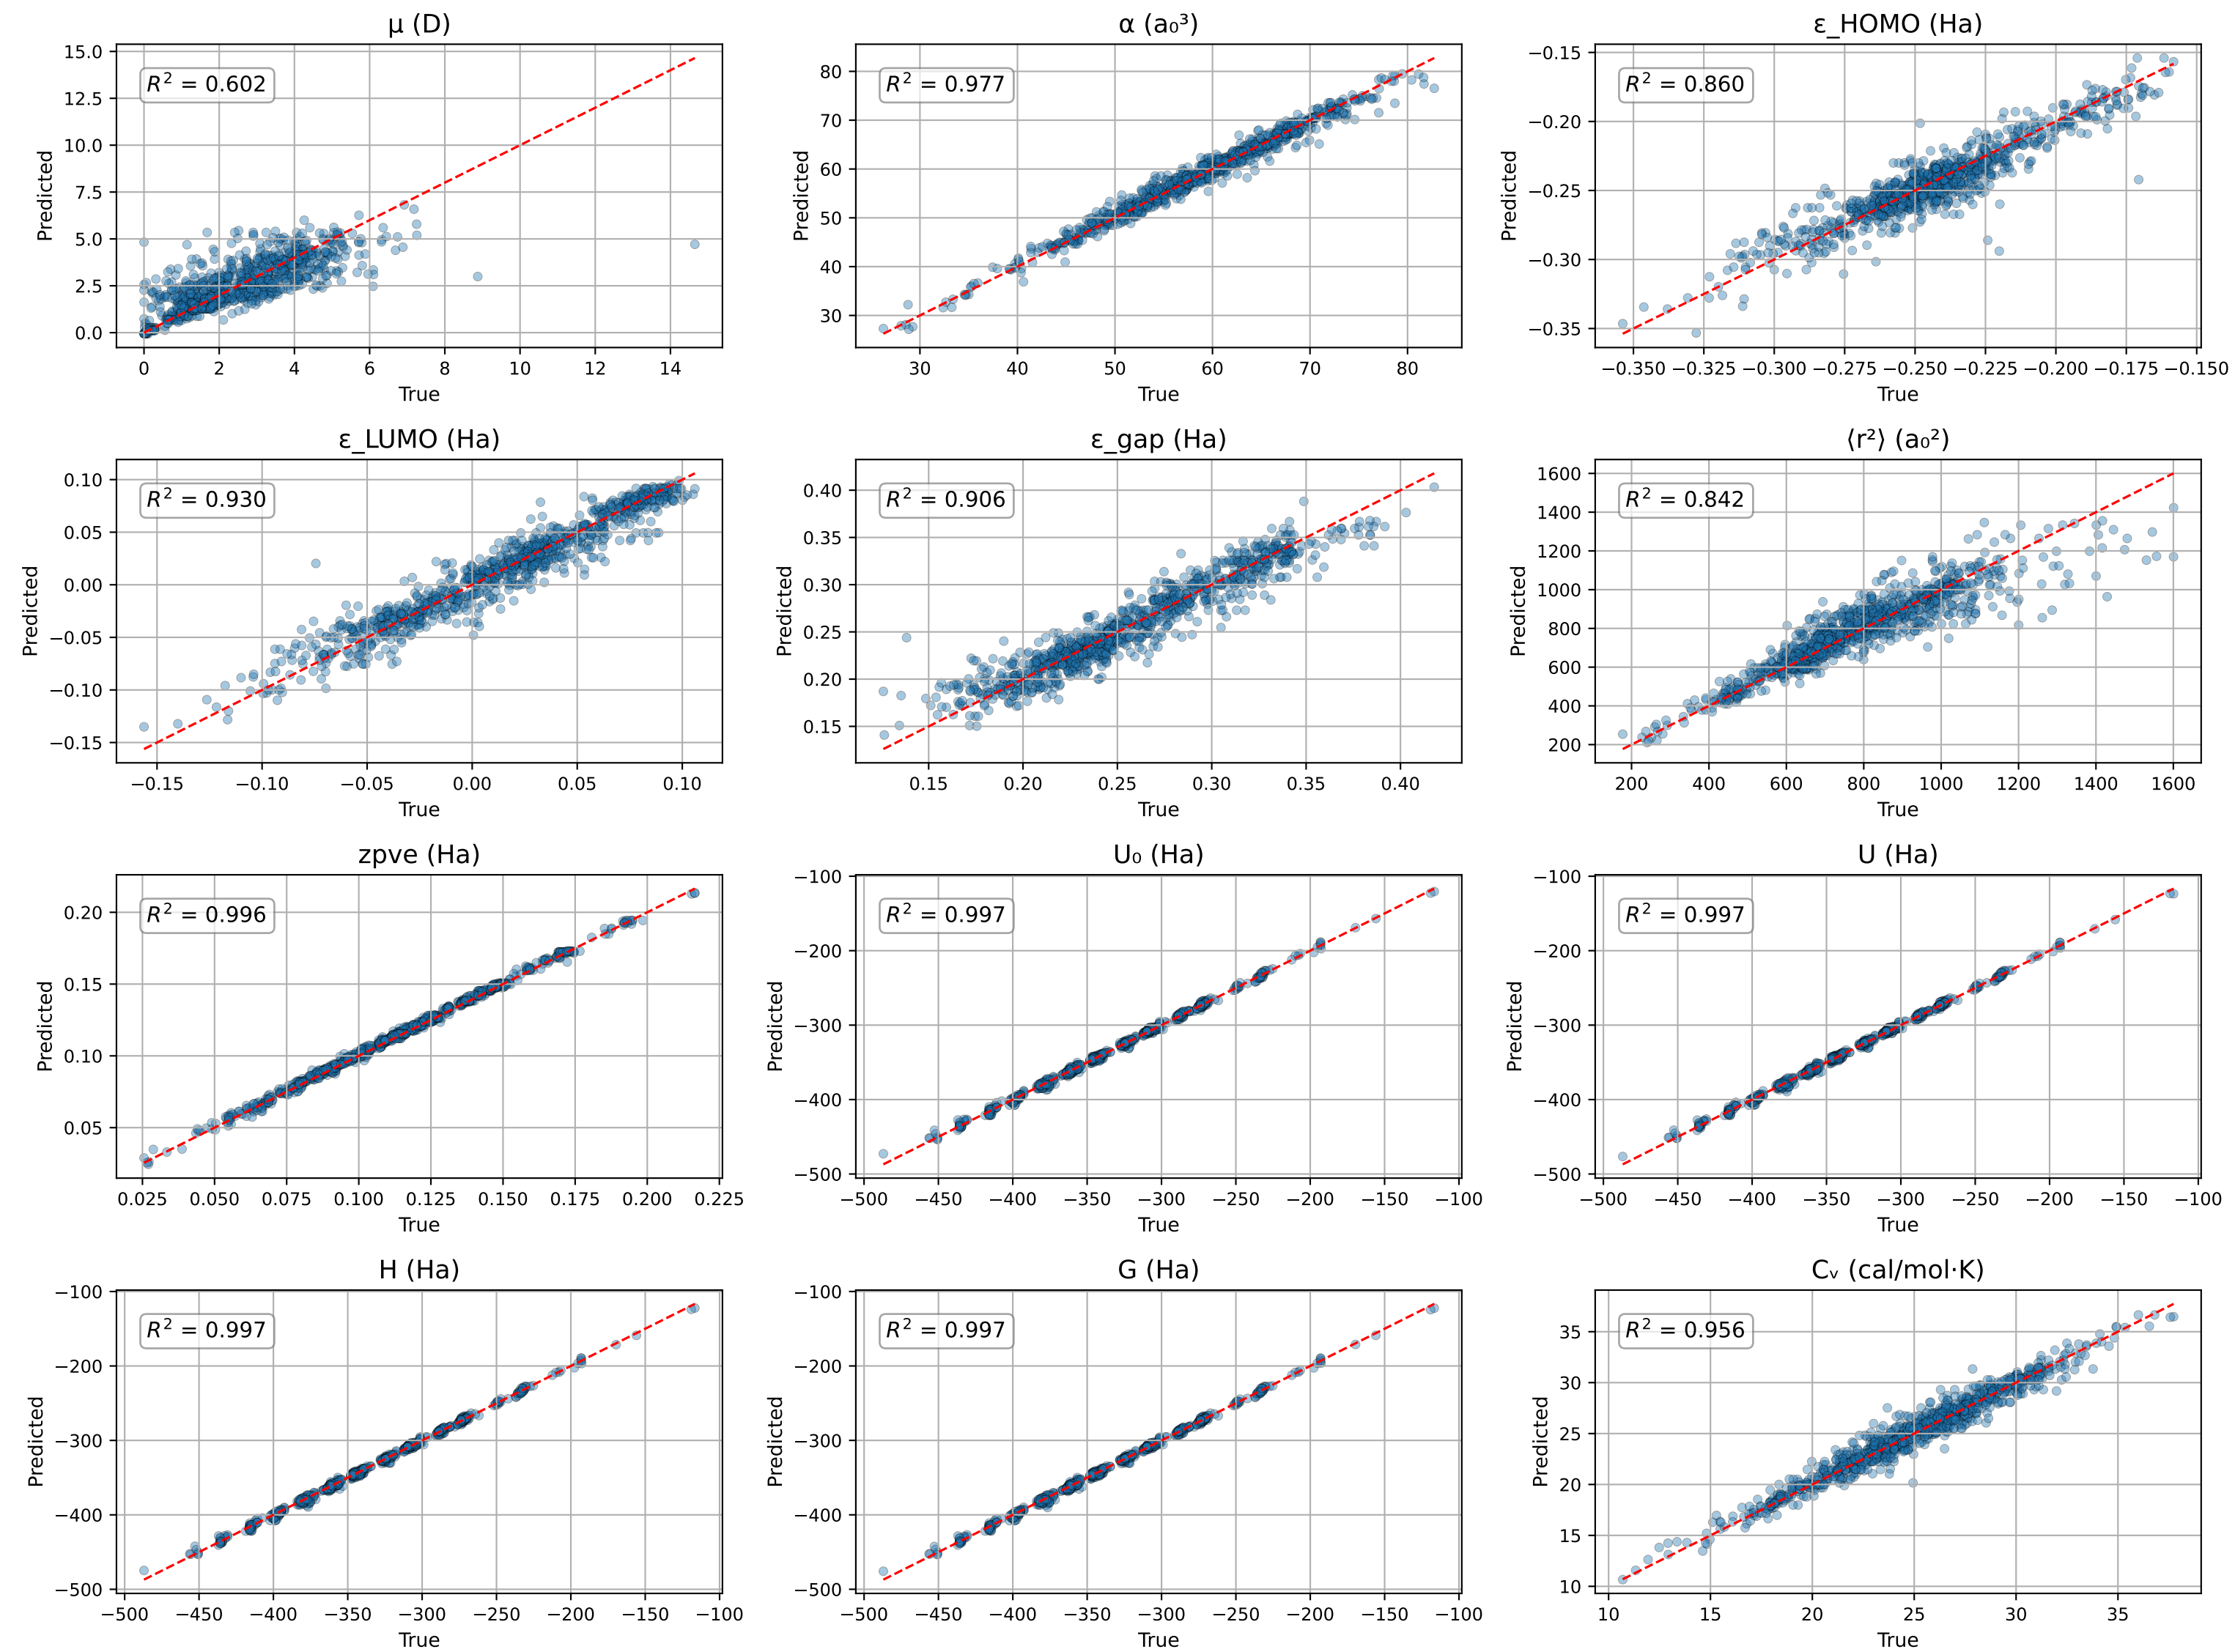 μ (D)
15.0
12.5
10.0
7.5
5.0
2.5
0.0
Predicted
R² = 0.602
0 2 4 6 8 10 12 14
True
α (a₀³)
80
70
60
50
40
30
Predicted
R² = 0.977
30 40 50 60 70 80
True
ε_HOMO (Ha)
−0.15
−0.20
−0.25
−0.30
−0.35
Predicted
R² = 0.860
−0.350 −0.325 −0.300 −0.275 −0.250 −0.225 −0.200 −0.175 −0.150
True
ε_LUMO (Ha)
0.10
0.05
0.00
−0.05
−0.10
−0.15
Predicted
R² = 0.930
−0.15 −0.10 −0.05 0.00 0.05 0.10
True
ε_gap (Ha)
0.40
0.35
0.30
0.25
0.20
0.15
Predicted
R² = 0.906
0.15 0.20 0.25 0.30 0.35 0.40
True
⟨r²⟩ (a₀²)
1600
1400
1200
1000
800
600
400
200
Predicted
R² = 0.842
200 400 600 800 1000 1200 1400 1600
True
zpve (Ha)
0.20
0.15
0.10
0.05
Predicted
R² = 0.996
0.025 0.050 0.075 0.100 0.125 0.150 0.175 0.200 0.225
True
U₀ (Ha)
−100
−200
−300
−400
−500
Predicted
R² = 0.997
−500 −450 −400 −350 −300 −250 −200 −150 −100
True
U (Ha)
−100
−200
−300
−400
−500
Predicted
R² = 0.997
−500 −450 −400 −350 −300 −250 −200 −150 −100
True
H (Ha)
−100
−200
−300
−400
−500
Predicted
R² = 0.997
−500 −450 −400 −350 −300 −250 −200 −150 −100
True
G (Ha)
−100
−200
−300
−400
−500
Predicted
R² = 0.997
−500 −450 −400 −350 −300 −250 −200 −150 −100
True
Cᵥ (cal/mol·K)
35
30
25
20
15
10
Predicted
R² = 0.956
10 15 20 25 30 35
True